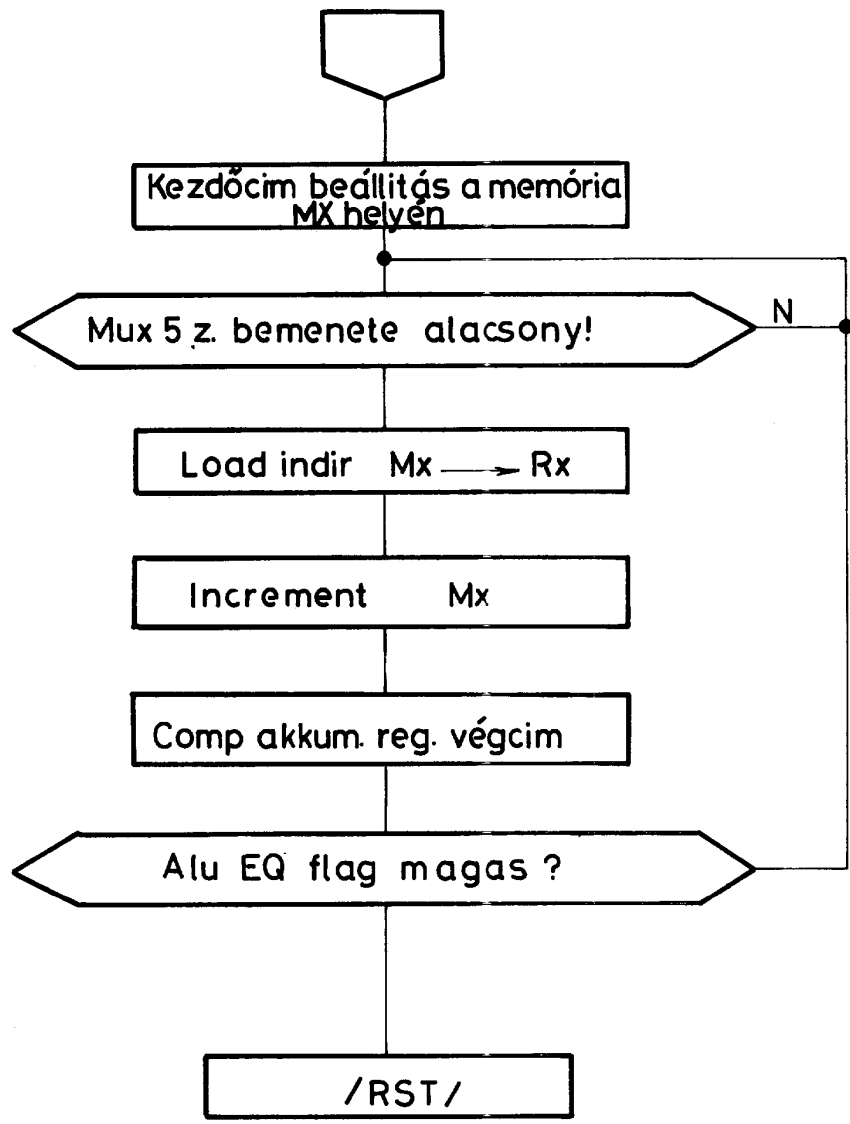 Kezdőcim beállitás a memória
MX helyén
Mux 5 z. bemenete alacsony!
N
Load indir Mx → Rx
Increment Mx
Comp akkum. reg. végcim
Alu EQ flag magas ?
/RST/